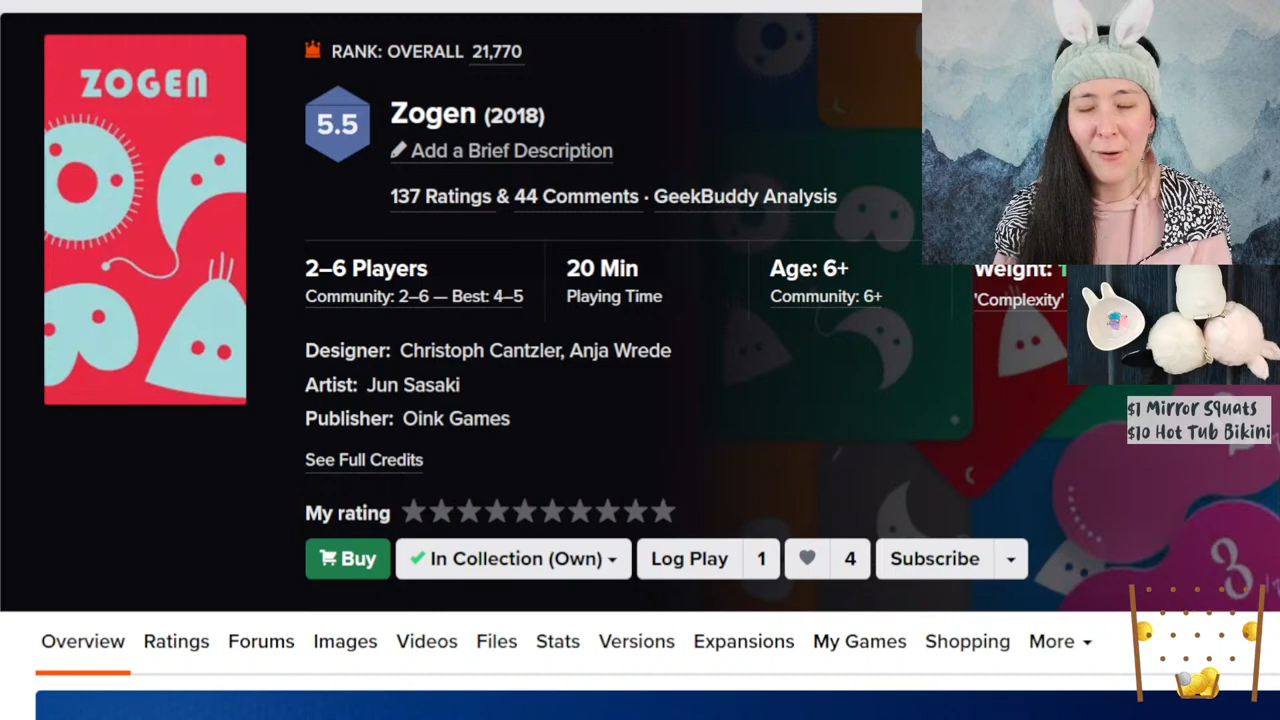 ZOGEN
RANK: OVERALL 21,770
5.5
Zogen (2018)
Add a Brief Description
137 Ratings & 44 Comments · GeekBuddy Analysis
2–6 Players
Community: 2–6 — Best: 4–5
20 Min
Playing Time
Age: 6+
Community: 6+
Weight: 1
'Complexity'
Designer: Christoph Cantzler, Anja Wrede
Artist: Jun Sasaki
Publisher: Oink Games
See Full Credits
My rating
Buy
In Collection (Own)
Log Play 1
4
Subscribe
$1 Mirror Squats
$10 Hot Tub Bikini
3
Overview Ratings Forums Images Videos Files Stats Versions Expansions My Games Shopping More